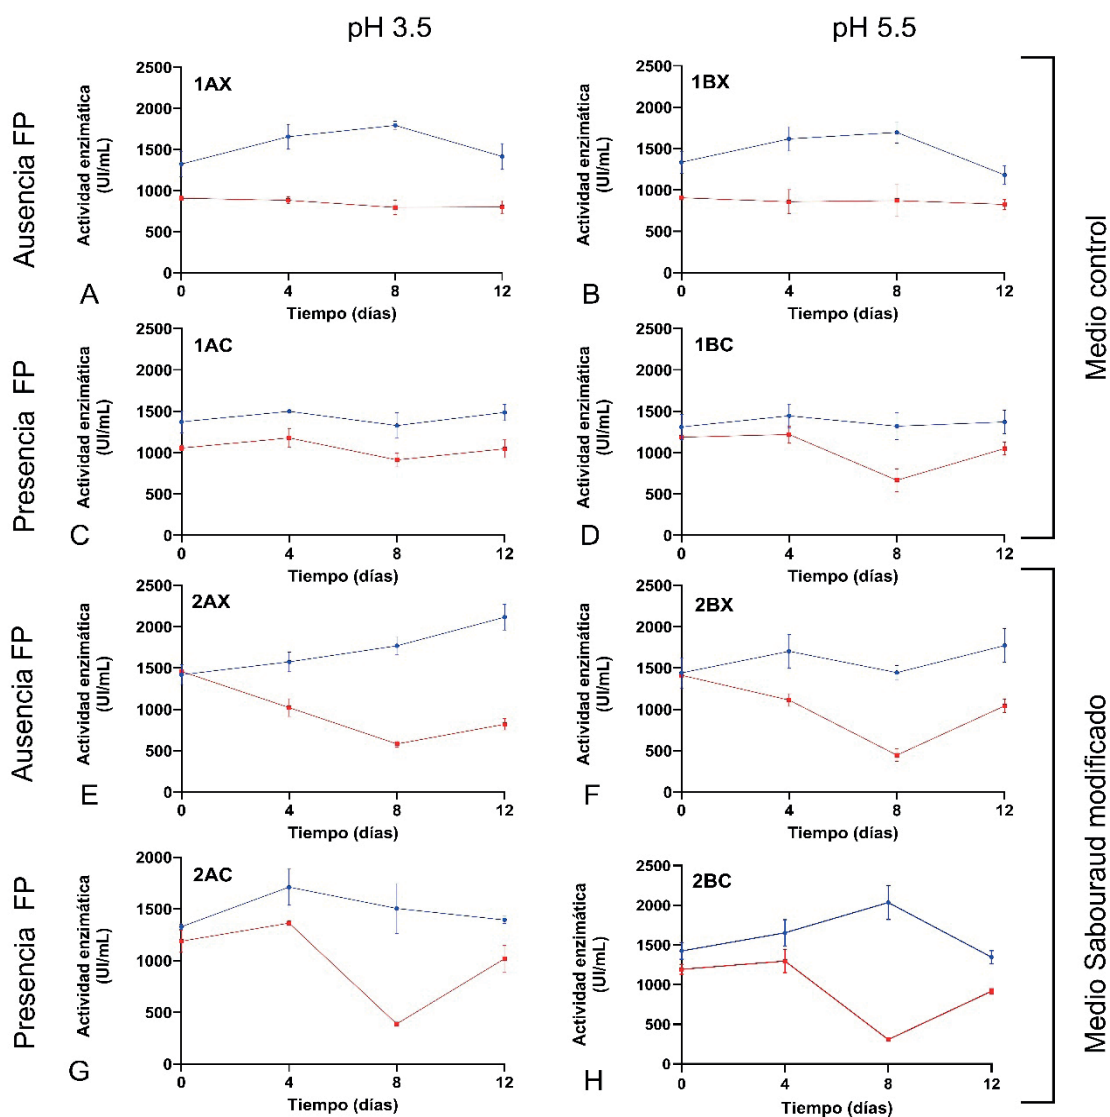 pH 3.5
pH 5.5
Ausencia FP
Actividad enzimática
(UI/mL)
2500
2000
1500
1000
500
0
1AX
0
4
8
12
A
Tiempo (días)
Actividad enzimática
(UI/mL)
2500
2000
1500
1000
500
0
1BX
0
4
8
12
B
Tiempo (días)
Medio control
Presencia FP
Actividad enzimática
(UI/mL)
2500
2000
1500
1000
500
0
1AC
0
4
8
12
C
Tiempo (días)
Actividad enzimática
(UI/mL)
2500
2000
1500
1000
500
0
1BC
0
4
8
12
D
Tiempo (días)
Ausencia FP
Actividad enzimática
(UI/mL)
2500
2000
1500
1000
500
0
2AX
0
4
8
12
E
Tiempo (días)
Actividad enzimática
(UI/mL)
2500
2000
1500
1000
500
0
2BX
0
4
8
12
F
Tiempo (días)
Medio Sabouraud modificado
Presencia FP
Actividad enzimática
(UI/mL)
2000
1500
1000
500
0
2AC
0
4
8
12
G
Tiempo (días)
Actividad enzimática
(UI/mL)
2500
2000
1500
1000
500
0
2BC
0
4
8
12
H
Tiempo (días)